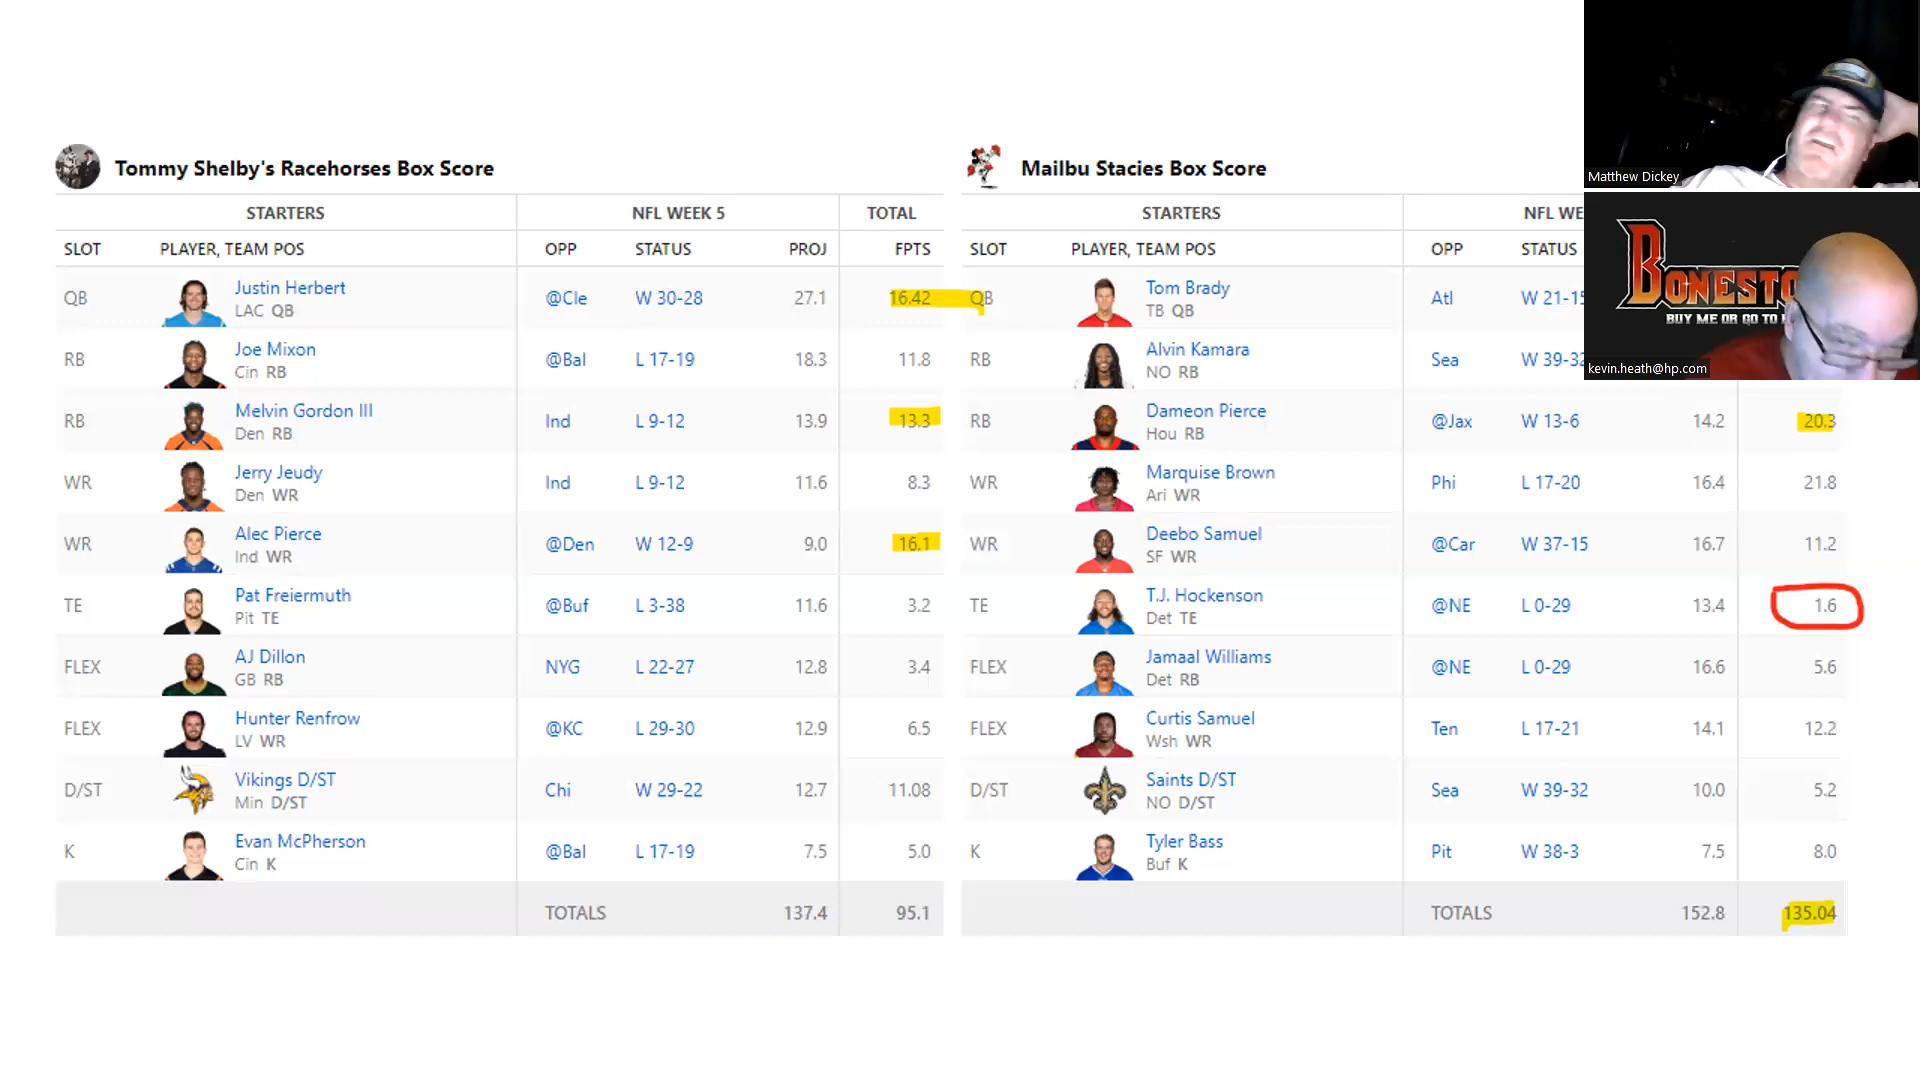 Tommy Shelby's Racehorses Box Score
STARTERS NFL WEEK 5 TOTAL
SLOT PLAYER, TEAM POS OPP STATUS PROJ FPTS
QB Justin Herbert LAC QB @Cle W 30-28 27.1 16.42
RB Joe Mixon Cin RB @Bal L 17-19 18.3 11.8
RB Melvin Gordon III Den RB Ind L 9-12 13.9 13.3
WR Jerry Jeudy Den WR Ind L 9-12 11.6 8.3
WR Alec Pierce Ind WR @Den W 12-9 9.0 16.1
TE Pat Freiermuth Pit TE @Buf L 3-38 11.6 3.2
FLEX AJ Dillon GB RB NYG L 22-27 12.8 3.4
FLEX Hunter Renfrow LV WR @KC L 29-30 12.9 6.5
D/ST Vikings D/ST Min D/ST Chi W 29-22 12.7 11.08
K Evan McPherson Cin K @Bal L 17-19 7.5 5.0
TOTALS 137.4 95.1
Mailbu Stacies Box Score
STARTERS NFL WE
SLOT PLAYER, TEAM POS OPP STATUS
QB Tom Brady TB QB Atl W 21-15
RB Alvin Kamara NO RB Sea W 39-32
RB Dameon Pierce Hou RB @Jax W 13-6 14.2 20.3
WR Marquise Brown Ari WR Phi L 17-20 16.4 21.8
WR Deebo Samuel SF WR @Car W 37-15 16.7 11.2
TE T.J. Hockenson Det TE @NE L 0-29 13.4 1.6
FLEX Jamaal Williams Det RB @NE L 0-29 16.6 5.6
FLEX Curtis Samuel Wsh WR Ten L 17-21 14.1 12.2
D/ST Saints D/ST NO D/ST Sea W 39-32 10.0 5.2
K Tyler Bass Buf K Pit W 38-3 7.5 8.0
TOTALS 152.8 135.04
Matthew Dickey
BONESTO
BUY ME OR GO TO
kevin.heath@hp.com